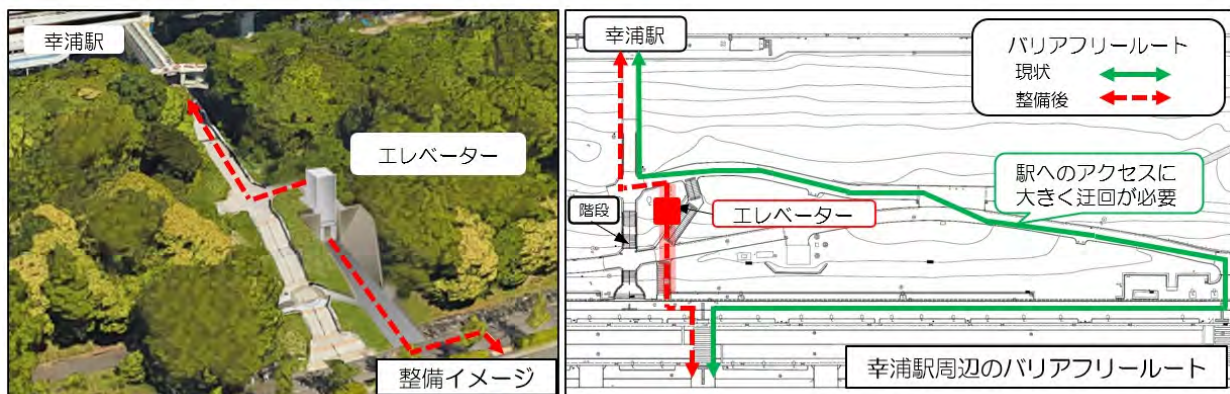 幸浦駅
エレベーター
整備イメージ
幸浦駅
バリアフリールート
現状
整備後
駅へのアクセスに
大きく迂回が必要
階段
エレベーター
幸浦駅周辺のバリアフリールート